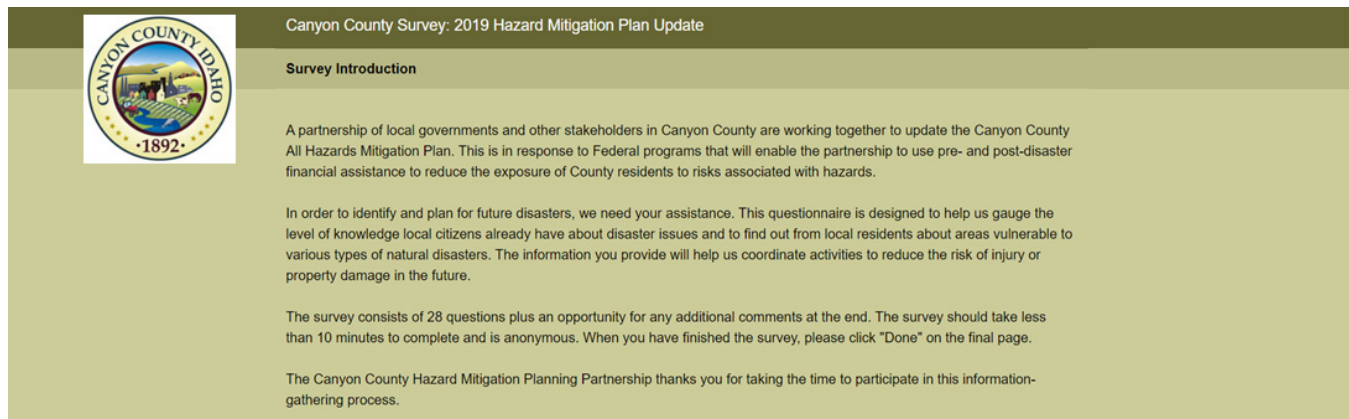 CANYON COUNTY IDAHO
·1892·
Canyon County Survey: 2019 Hazard Mitigation Plan Update
Survey Introduction
A partnership of local governments and other stakeholders in Canyon County are working together to update the Canyon County
All Hazards Mitigation Plan. This is in response to Federal programs that will enable the partnership to use pre- and post-disaster
financial assistance to reduce the exposure of County residents to risks associated with hazards.
In order to identify and plan for future disasters, we need your assistance. This questionnaire is designed to help us gauge the
level of knowledge local citizens already have about disaster issues and to find out from local residents about areas vulnerable to
various types of natural disasters. The information you provide will help us coordinate activities to reduce the risk of injury or
property damage in the future.
The survey consists of 28 questions plus an opportunity for any additional comments at the end. The survey should take less
than 10 minutes to complete and is anonymous. When you have finished the survey, please click "Done" on the final page.
The Canyon County Hazard Mitigation Planning Partnership thanks you for taking the time to participate in this information-
gathering process.